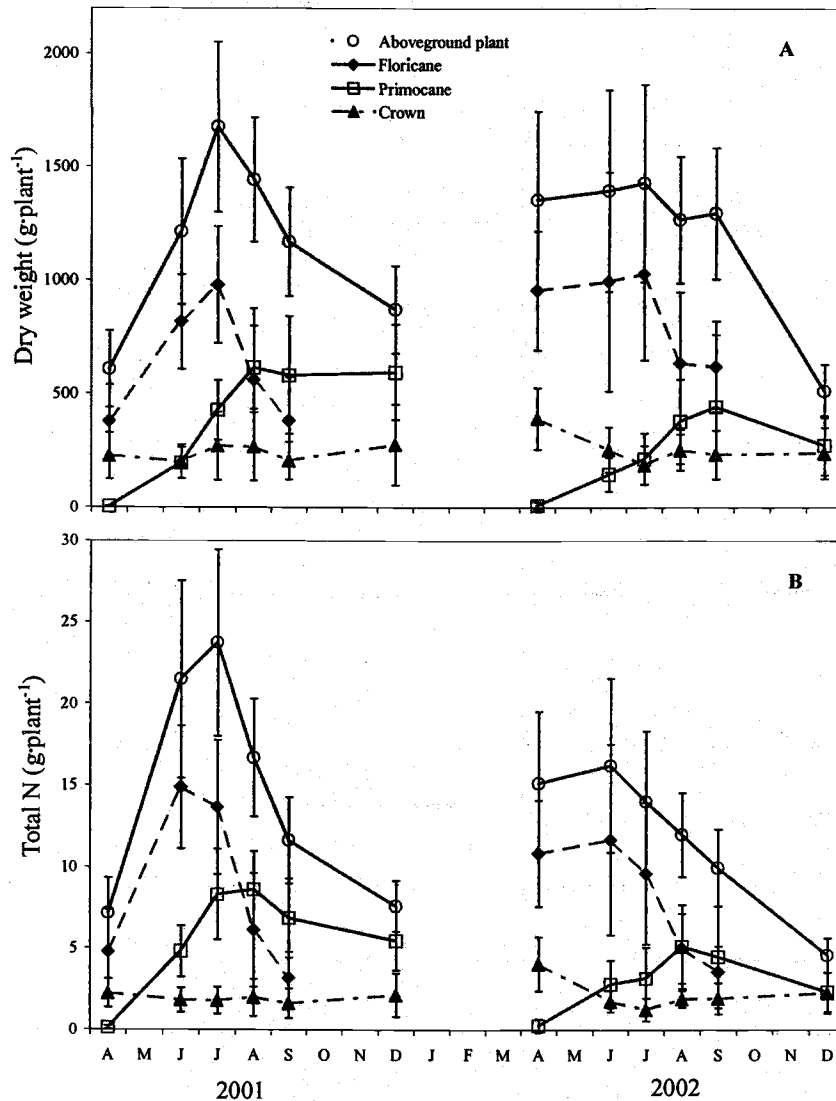 Aboveground plant
Floricane
Primocane
Crown
A
Dry weight (g·plant⁻¹)
2000
1500
1000
500
0
B
Total N (g·plant⁻¹)
30
25
20
15
10
5
0
A M J J A S O N D J F M A M J J A S O N D
2001 2002